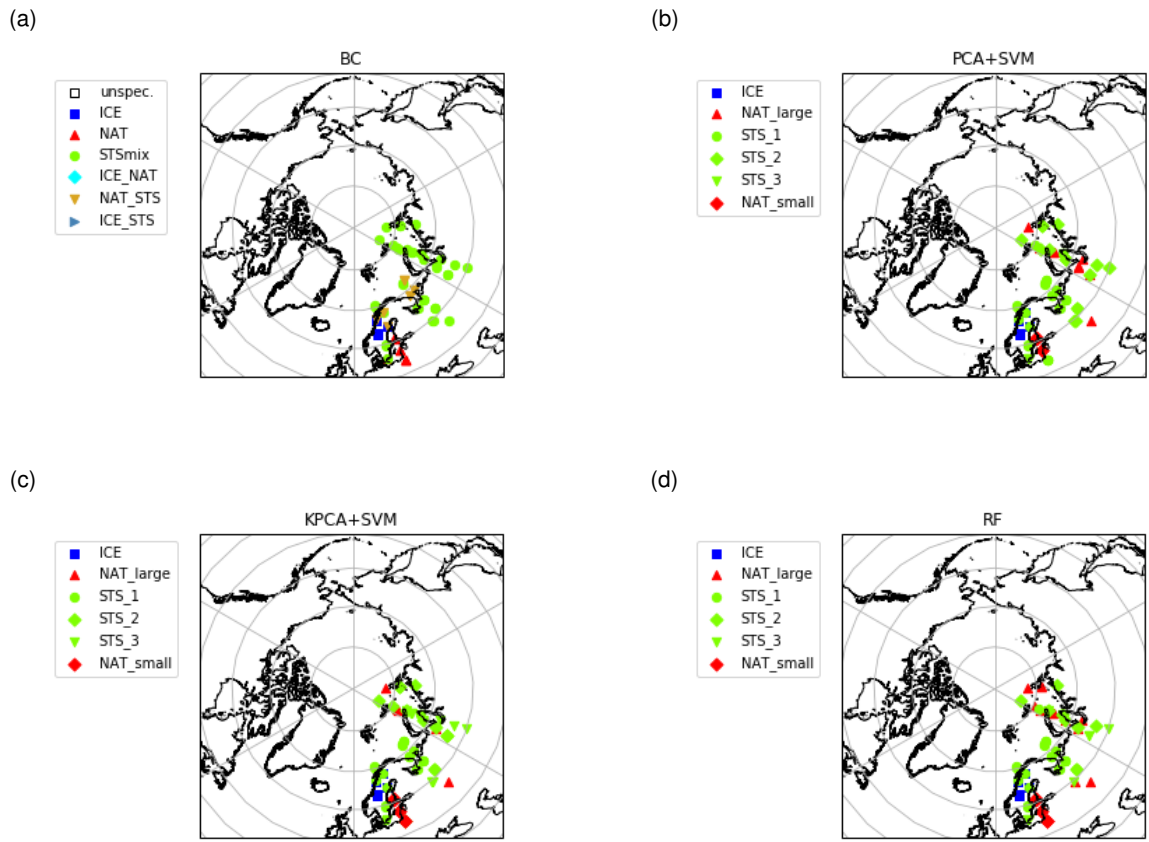 (a)
BC
unspec.
ICE
NAT
STSmix
ICE_NAT
NAT_STS
ICE_STS
(b)
PCA+SVM
ICE
NAT_large
STS_1
STS_2
STS_3
NAT_small
(c)
KPCA+SVM
ICE
NAT_large
STS_1
STS_2
STS_3
NAT_small
(d)
RF
ICE
NAT_large
STS_1
STS_2
STS_3
NAT_small